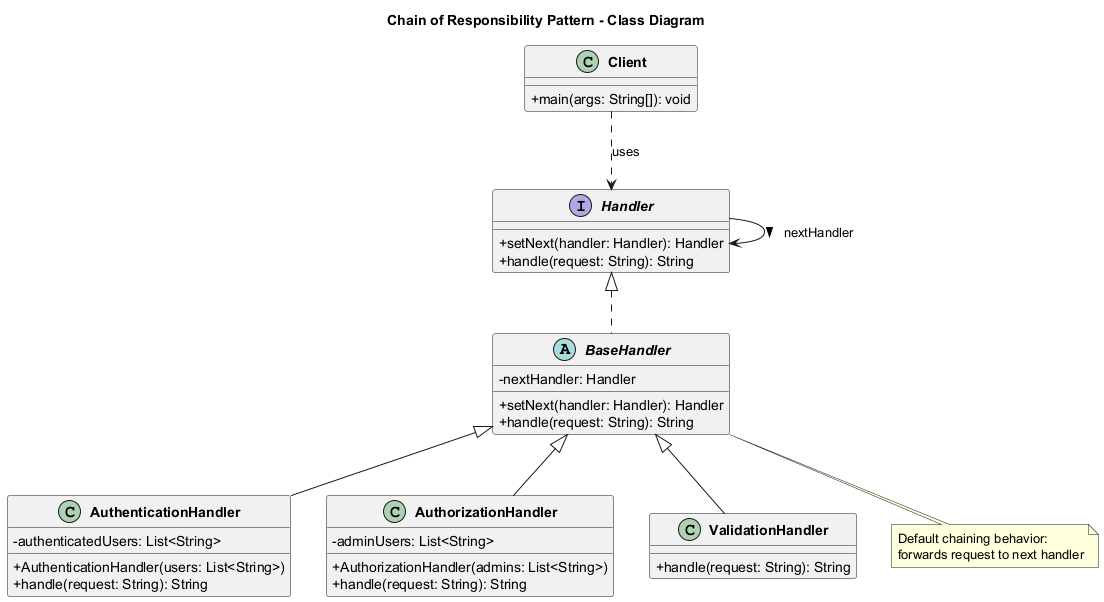 Chain of Responsibility Pattern - Class Diagram
C Client
+main(args: String[]): void
uses
I Handler
+setNext(handler: Handler): Handler
+handle(request: String): String
nextHandler
A BaseHandler
-nextHandler: Handler
+setNext(handler: Handler): Handler
+handle(request: String): String
C AuthenticationHandler
-authenticatedUsers: List<String>
+AuthenticationHandler(users: List<String>)
+handle(request: String): String
C AuthorizationHandler
-adminUsers: List<String>
+AuthorizationHandler(admins: List<String>)
+handle(request: String): String
C ValidationHandler
+handle(request: String): String
Default chaining behavior:
forwards request to next handler